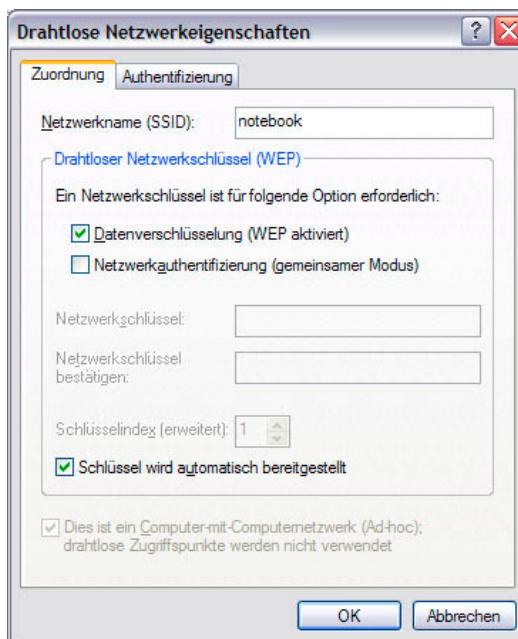 Drahtlose Netzwerkeigenschaften
Zuordnung
Authentifizierung
Netzwerkname (SSID):
notebook
Drahtloser Netzwerkschlüssel (WEP)
Ein Netzwerkschlüssel ist für folgende Option erforderlich:
Datenverschlüsselung (WEP aktiviert)
Netzwerkauthentifizierung (gemeinsamer Modus)
Netzwerkschlüssel:
Netzwerkschlüssel
bestätigen:
Schlüsselindex (erweitert):
1
Schlüssel wird automatisch bereitgestellt
Dies ist ein Computer-mit-Computernetzwerk (Ad-hoc);
drahtlose Zugriffspunkte werden nicht verwendet
OK
Abbrechen